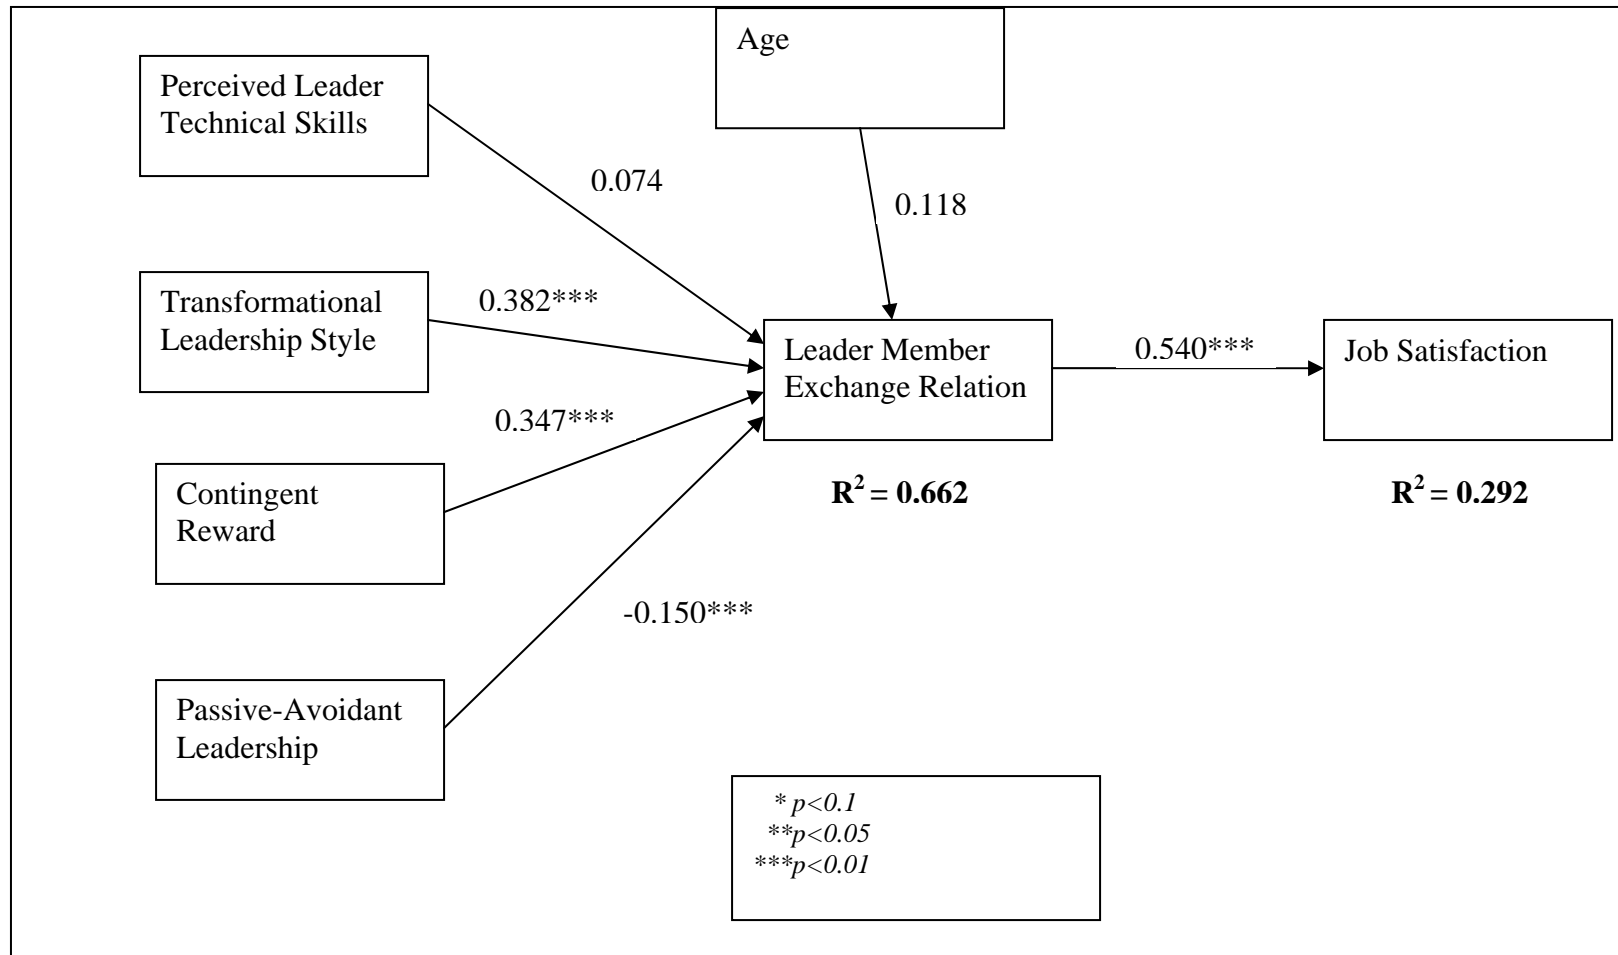 Age
Perceived Leader
Technical Skills
0.074
0.118
Transformational
Leadership Style
0.382***
Leader Member
Exchange Relation
0.540***
Job Satisfaction
0.347***
Contingent
Reward
R² = 0.662
R² = 0.292
-0.150***
Passive-Avoidant
Leadership
* p<0.1
**p<0.05
***p<0.01